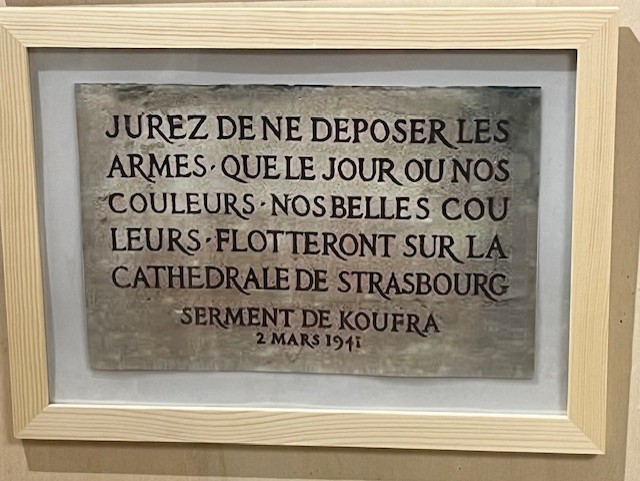 JUREZ DE NE DEPOSER LES
ARMES · QUE LE JOUR OU NOS
COULEURS · NOS BELLES COU
LEURS · FLOTTERONT SUR LA
CATHEDRALE DE STRASBOURG
SERMENT DE KOUFRA
2 MARS 1941